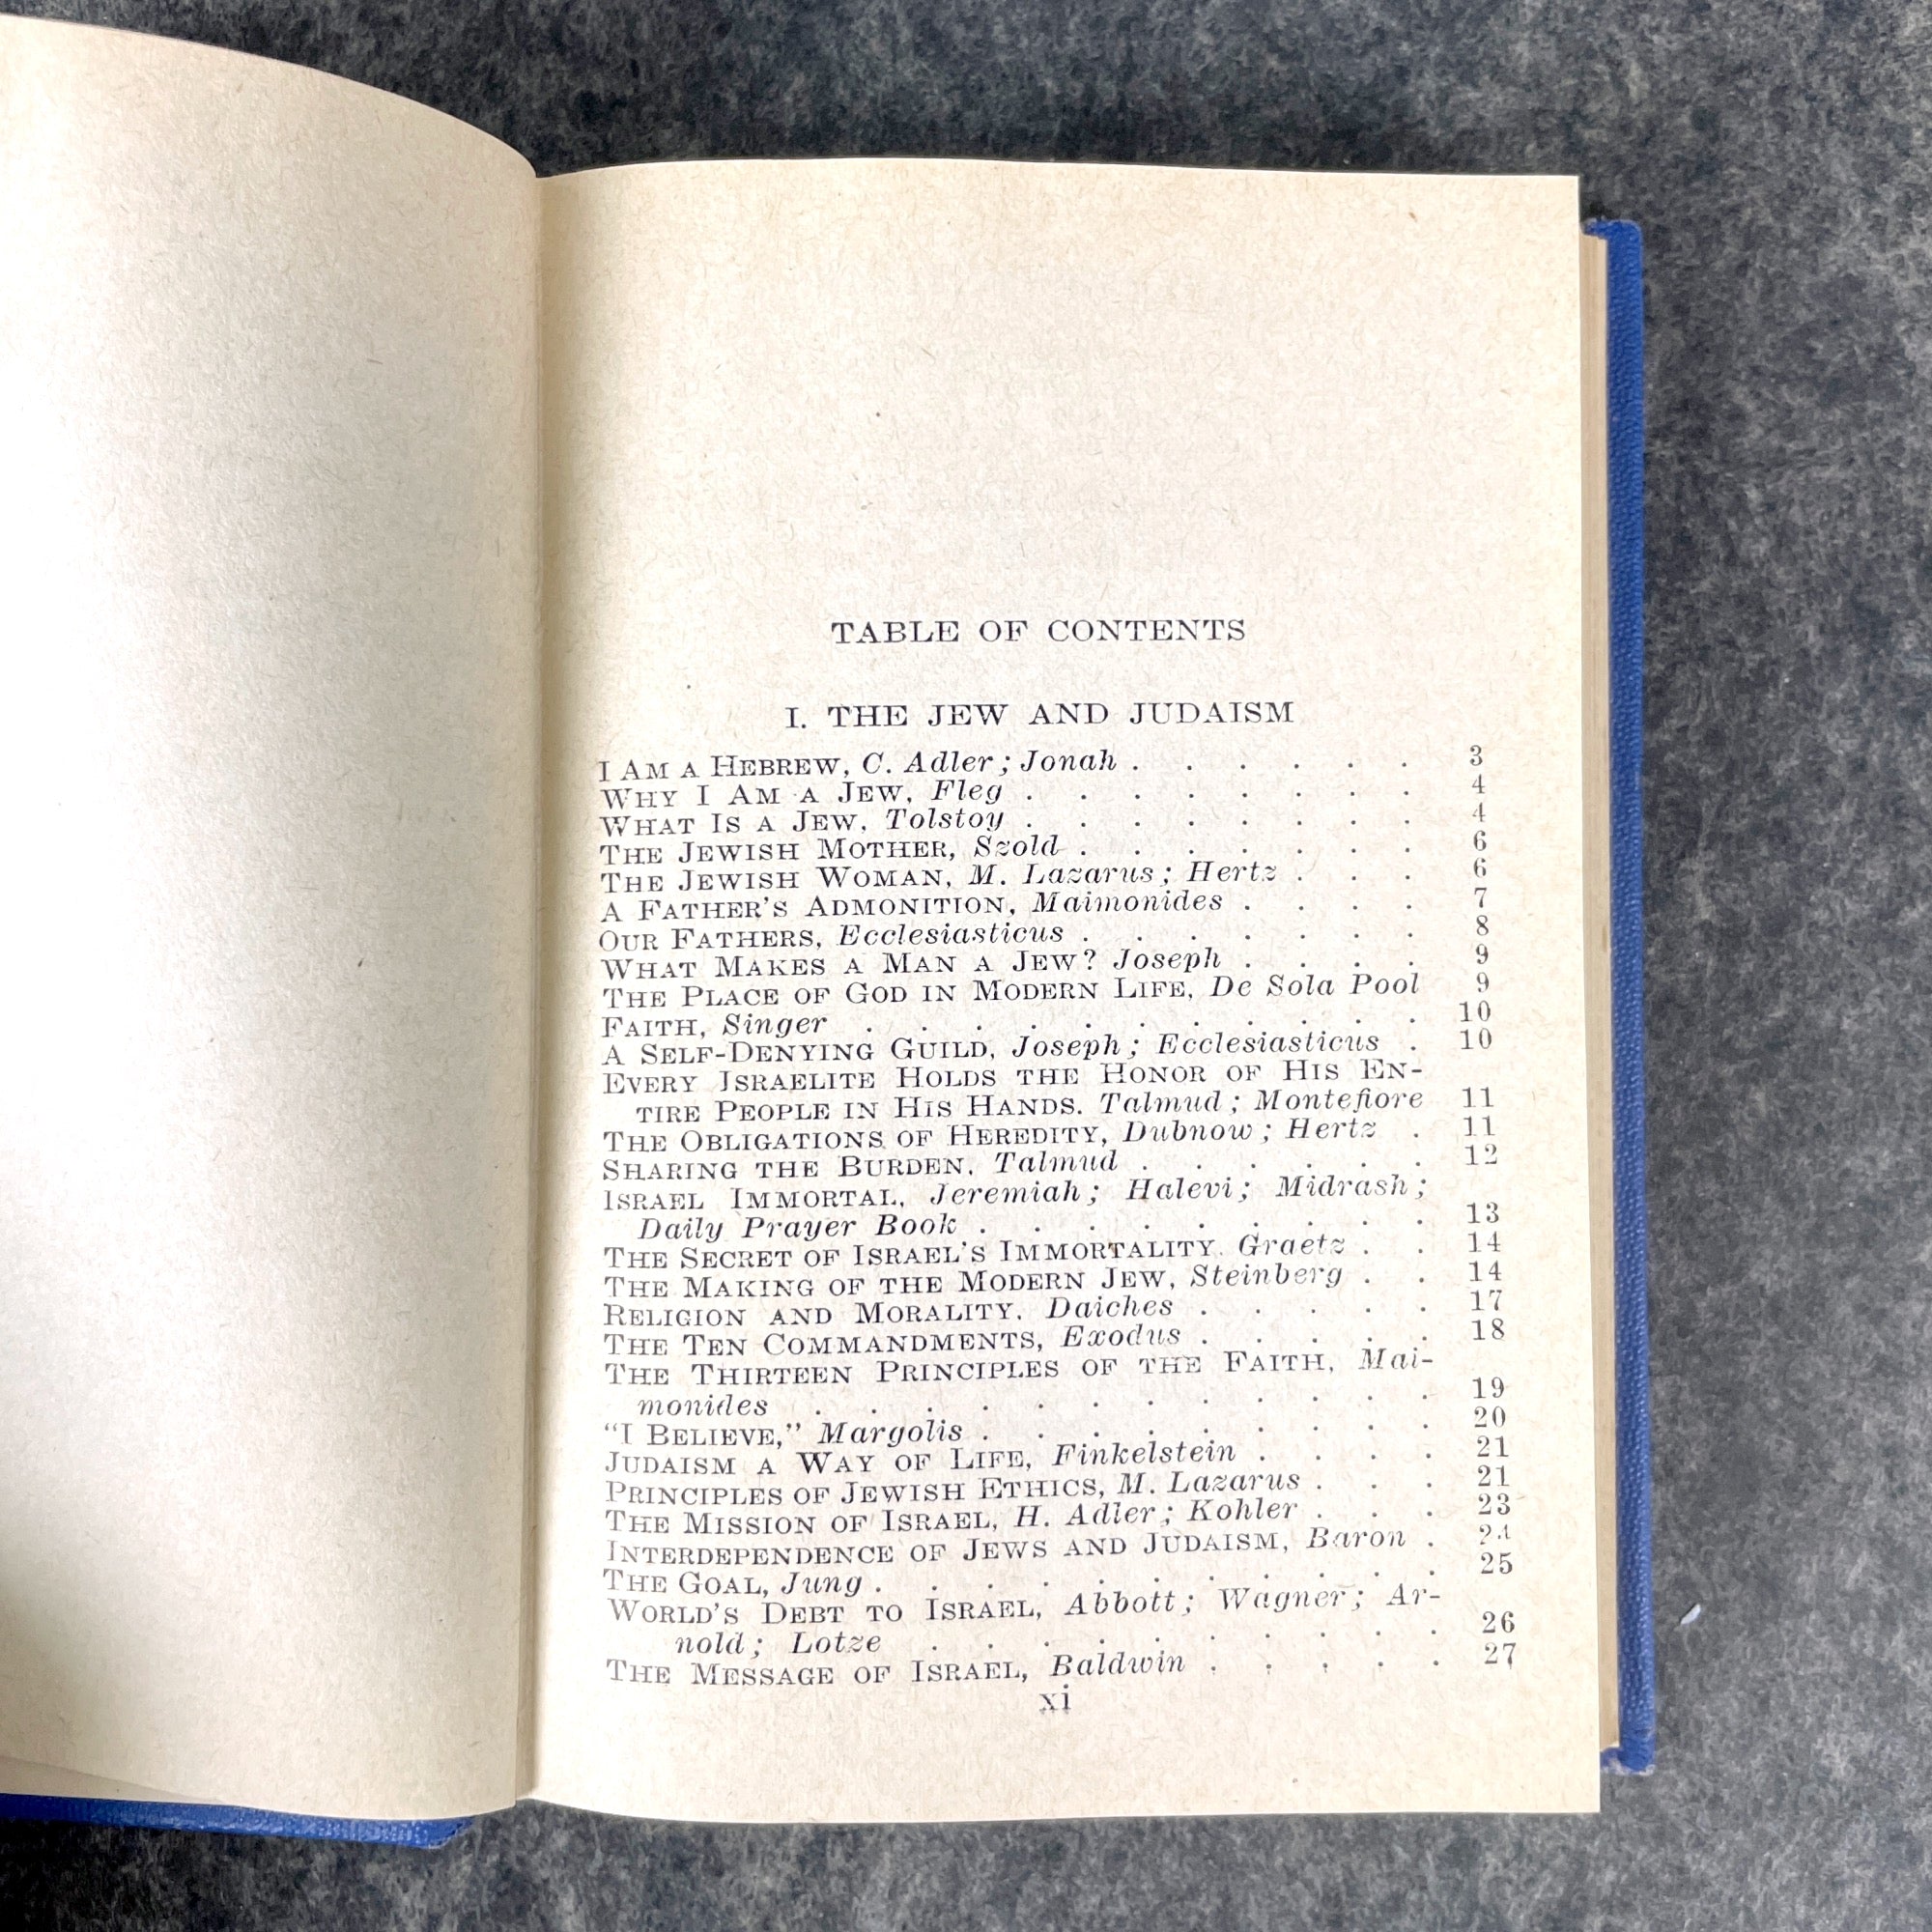 TABLE OF CONTENTS
I. THE JEW AND JUDAISM
I AM A HEBREW, C. Adler; Jonah . . . . . . 3
WHY I AM A JEW, Fleg . . . . . . . . 4
WHAT IS A JEW, Tolstoy . . . . . . . . 4
THE JEWISH MOTHER, Szold . . . . . . . 6
THE JEWISH WOMAN, M. Lazarus; Hertz . . . 6
A FATHER'S ADMONITION, Maimonides . . . . 7
OUR FATHERS, Ecclesiasticus . . . . . . . 8
WHAT MAKES A MAN A JEW? Joseph . . . . 9
THE PLACE OF GOD IN MODERN LIFE, De Sola Pool 9
FAITH, Singer . . . . . . . . . . . 10
A SELF-DENYING GUILD, Joseph; Ecclesiasticus . 10
EVERY ISRAELITE HOLDS THE HONOR OF HIS EN-
TIRE PEOPLE IN HIS HANDS. Talmud; Montefiore 11
THE OBLIGATIONS OF HEREDITY, Dubnow; Hertz . 11
SHARING THE BURDEN, Talmud . . . . . . 12
ISRAEL IMMORTAL, Jeremiah; Halevi; Midrash;
Daily Prayer Book . . . . . . . . . 13
THE SECRET OF ISRAEL'S IMMORTALITY. Graetz . . 14
THE MAKING OF THE MODERN JEW, Steinberg . . 14
RELIGION AND MORALITY, Daiches . . . . . 17
THE TEN COMMANDMENTS, Exodus . . . . . 18
THE THIRTEEN PRINCIPLES OF THE FAITH, Mai-
monides . . . . . . . . . . . . 19
"I BELIEVE," Margolis . . . . . . . . . 20
JUDAISM A WAY OF LIFE, Finkelstein . . . . 21
PRINCIPLES OF JEWISH ETHICS, M. Lazarus . . . 21
THE MISSION OF ISRAEL, H. Adler; Kohler . . . 23
INTERDEPENDENCE OF JEWS AND JUDAISM, Baron . 24
THE GOAL, Jung . . . . . . . . . . . 25
WORLD'S DEBT TO ISRAEL, Abbott; Wagner; Ar-
nold; Lotze . . . . . . . . . . 26
THE MESSAGE OF ISRAEL, Baldwin . . . . . 27
xi